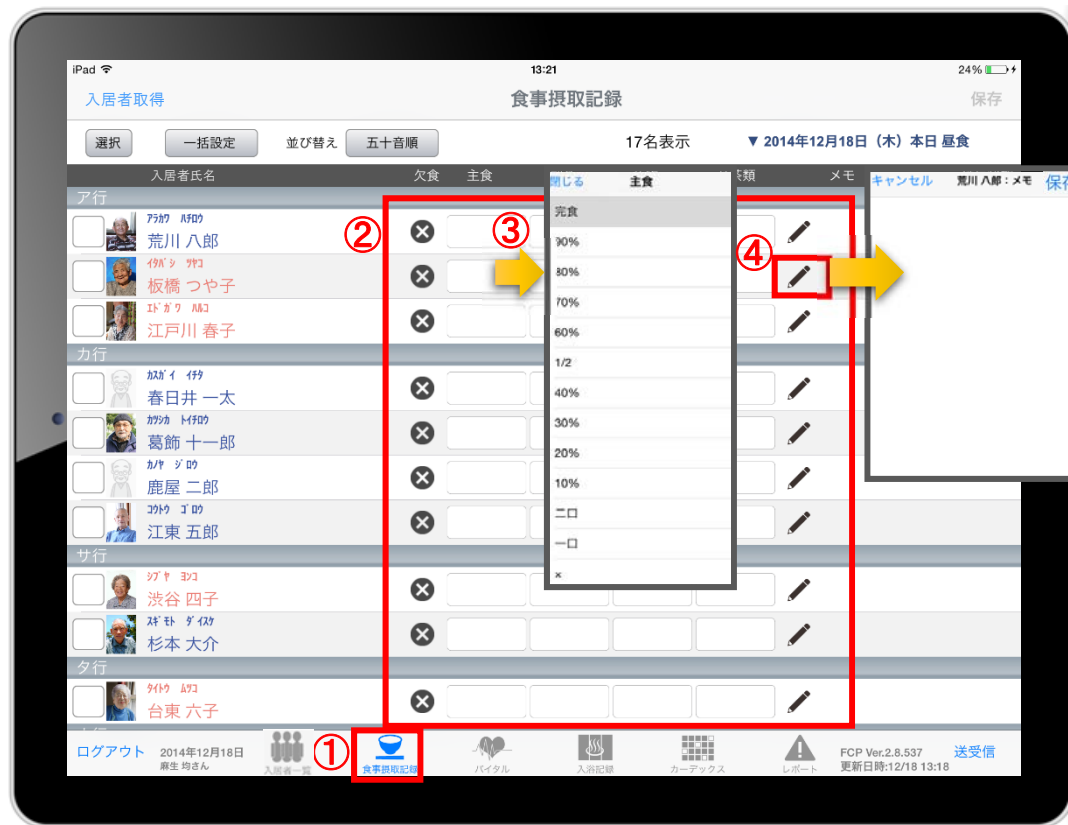 iPad 13:21 24%
入居者取得 食事摂取記録 保存
選択 一括設定 並び替え 五十音順 17名表示 ▼ 2014年12月18日（木）本日 昼食
入居者氏名 欠食 主食 茶類 メモ
ア行
アラカワ ハチロウ
荒川 八郎
イタバシ ツヤコ
板橋 つや子
エドガワ ハルコ
江戸川 春子
カ行
カスガイ イチタ
春日井 一太
カツシカ トイチロウ
葛飾 十一郎
カノヤ ジロウ
鹿屋 二郎
コウトウ ゴロウ
江東 五郎
サ行
シブヤ ヨンコ
渋谷 四子
スギモト ダイスケ
杉本 大介
タ行
タイトウ ムツコ
台東 六子
②
③
④
閉じる 主食
完食
90%
80%
70%
60%
1/2
40%
30%
20%
10%
二口
一口
×
キャンセル 荒川 八郎：メモ 保存
①
ログアウト 2014年12月18日
麻生 均さん
入居者一覧 食事摂取記録 バイタル 入浴記録 カーデックス レポート
FCP Ver.2.8.537
更新日時:12/18 13:18
送受信